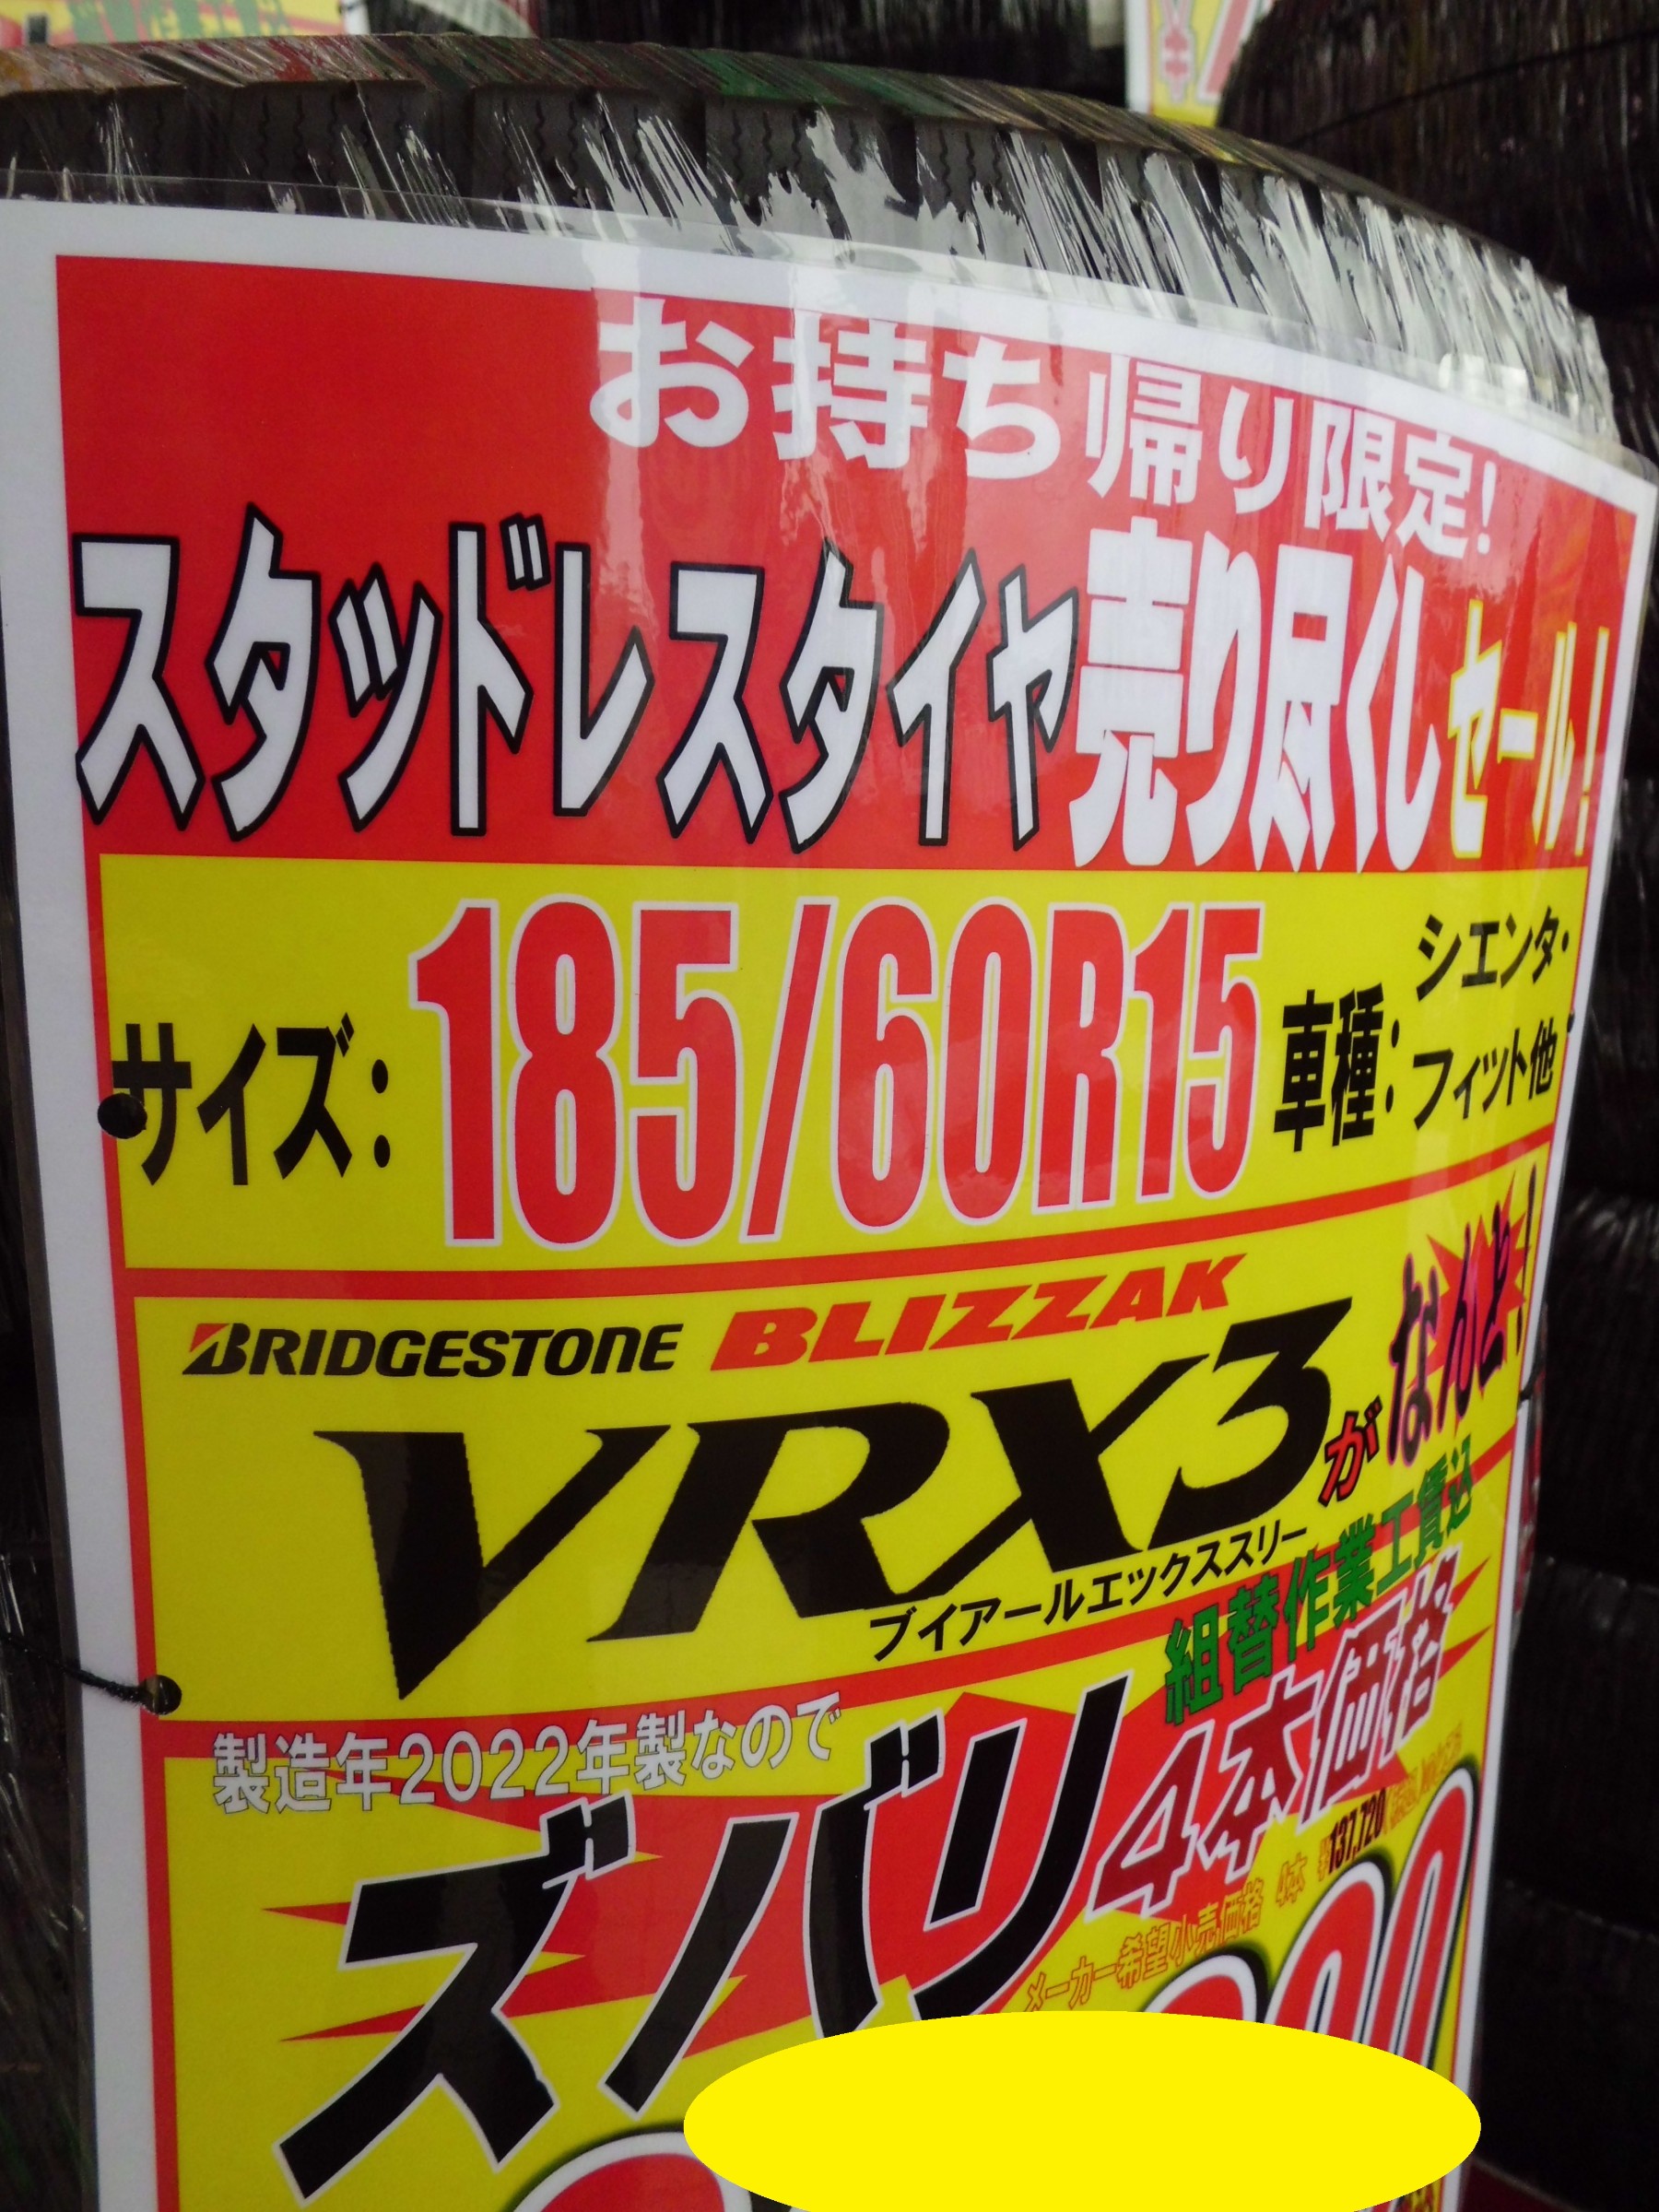 お持ち帰り限定!
スタッドレスタイヤ売り尽くしセール!
サイズ: 185/60R15 車種: シエンタ・
フィット他
BRIDGESTONE BLIZZAK
VRX3が なんと!
ブイアールエックススリー
組替作業工賃込
製造年2022年製なので
ズバリ 4本価格
メーカー希望小売価格 4本 ¥137,720